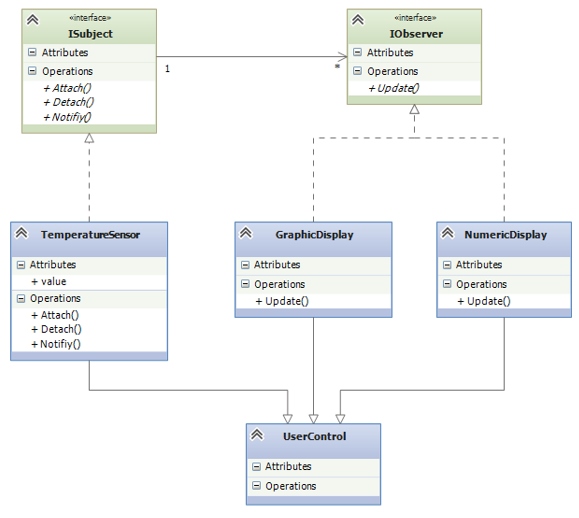 «interface»
ISubject
Attributes
Operations
+ Attach()
+ Detach()
+ Notifiy()
1
*
«interface»
IObserver
Attributes
Operations
+ Update()
TemperatureSensor
Attributes
+ value
Operations
+ Attach()
+ Detach()
+ Notifiy()
GraphicDisplay
Attributes
Operations
+ Update()
NumericDisplay
Attributes
Operations
+ Update()
UserControl
Attributes
Operations